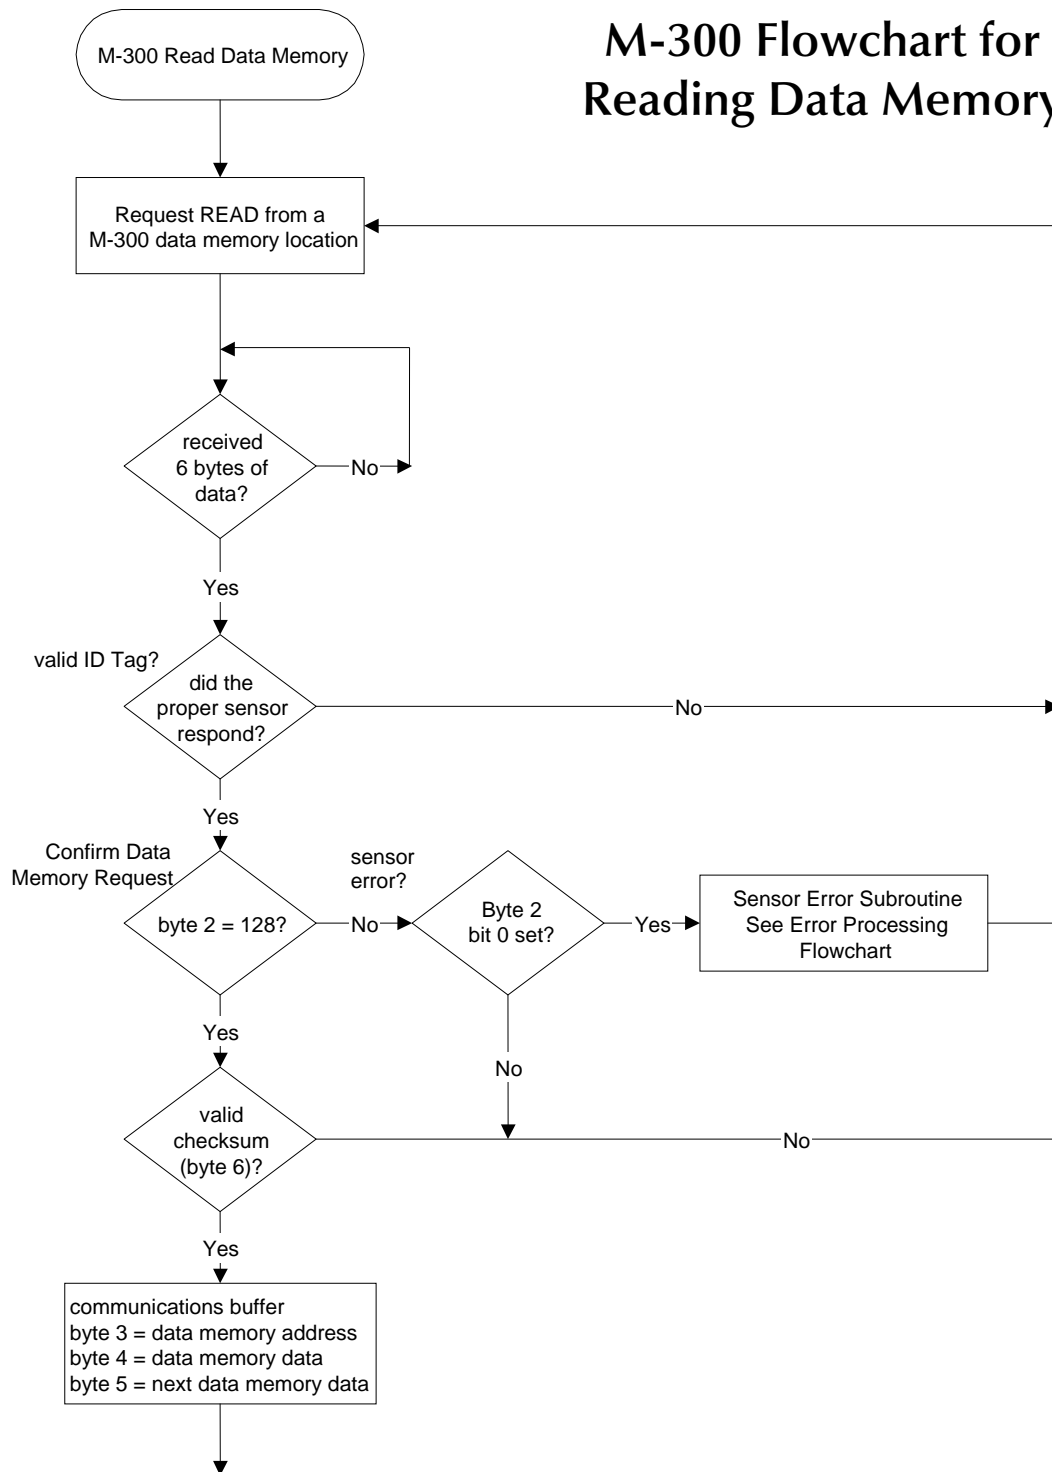 M-300 Flowchart for
Reading Data Memory
M-300 Read Data Memory
Request READ from a
M-300 data memory location
received
6 bytes of
data?
No
Yes
valid ID Tag?
did the
proper sensor
respond?
No
Yes
Confirm Data
Memory Request
byte 2 = 128?
No
sensor
error?
Byte 2
bit 0 set?
Yes
Sensor Error Subroutine
See Error Processing
Flowchart
Yes
No
valid
checksum
(byte 6)?
No
Yes
communications buffer
byte 3 = data memory address
byte 4 = data memory data
byte 5 = next data memory data